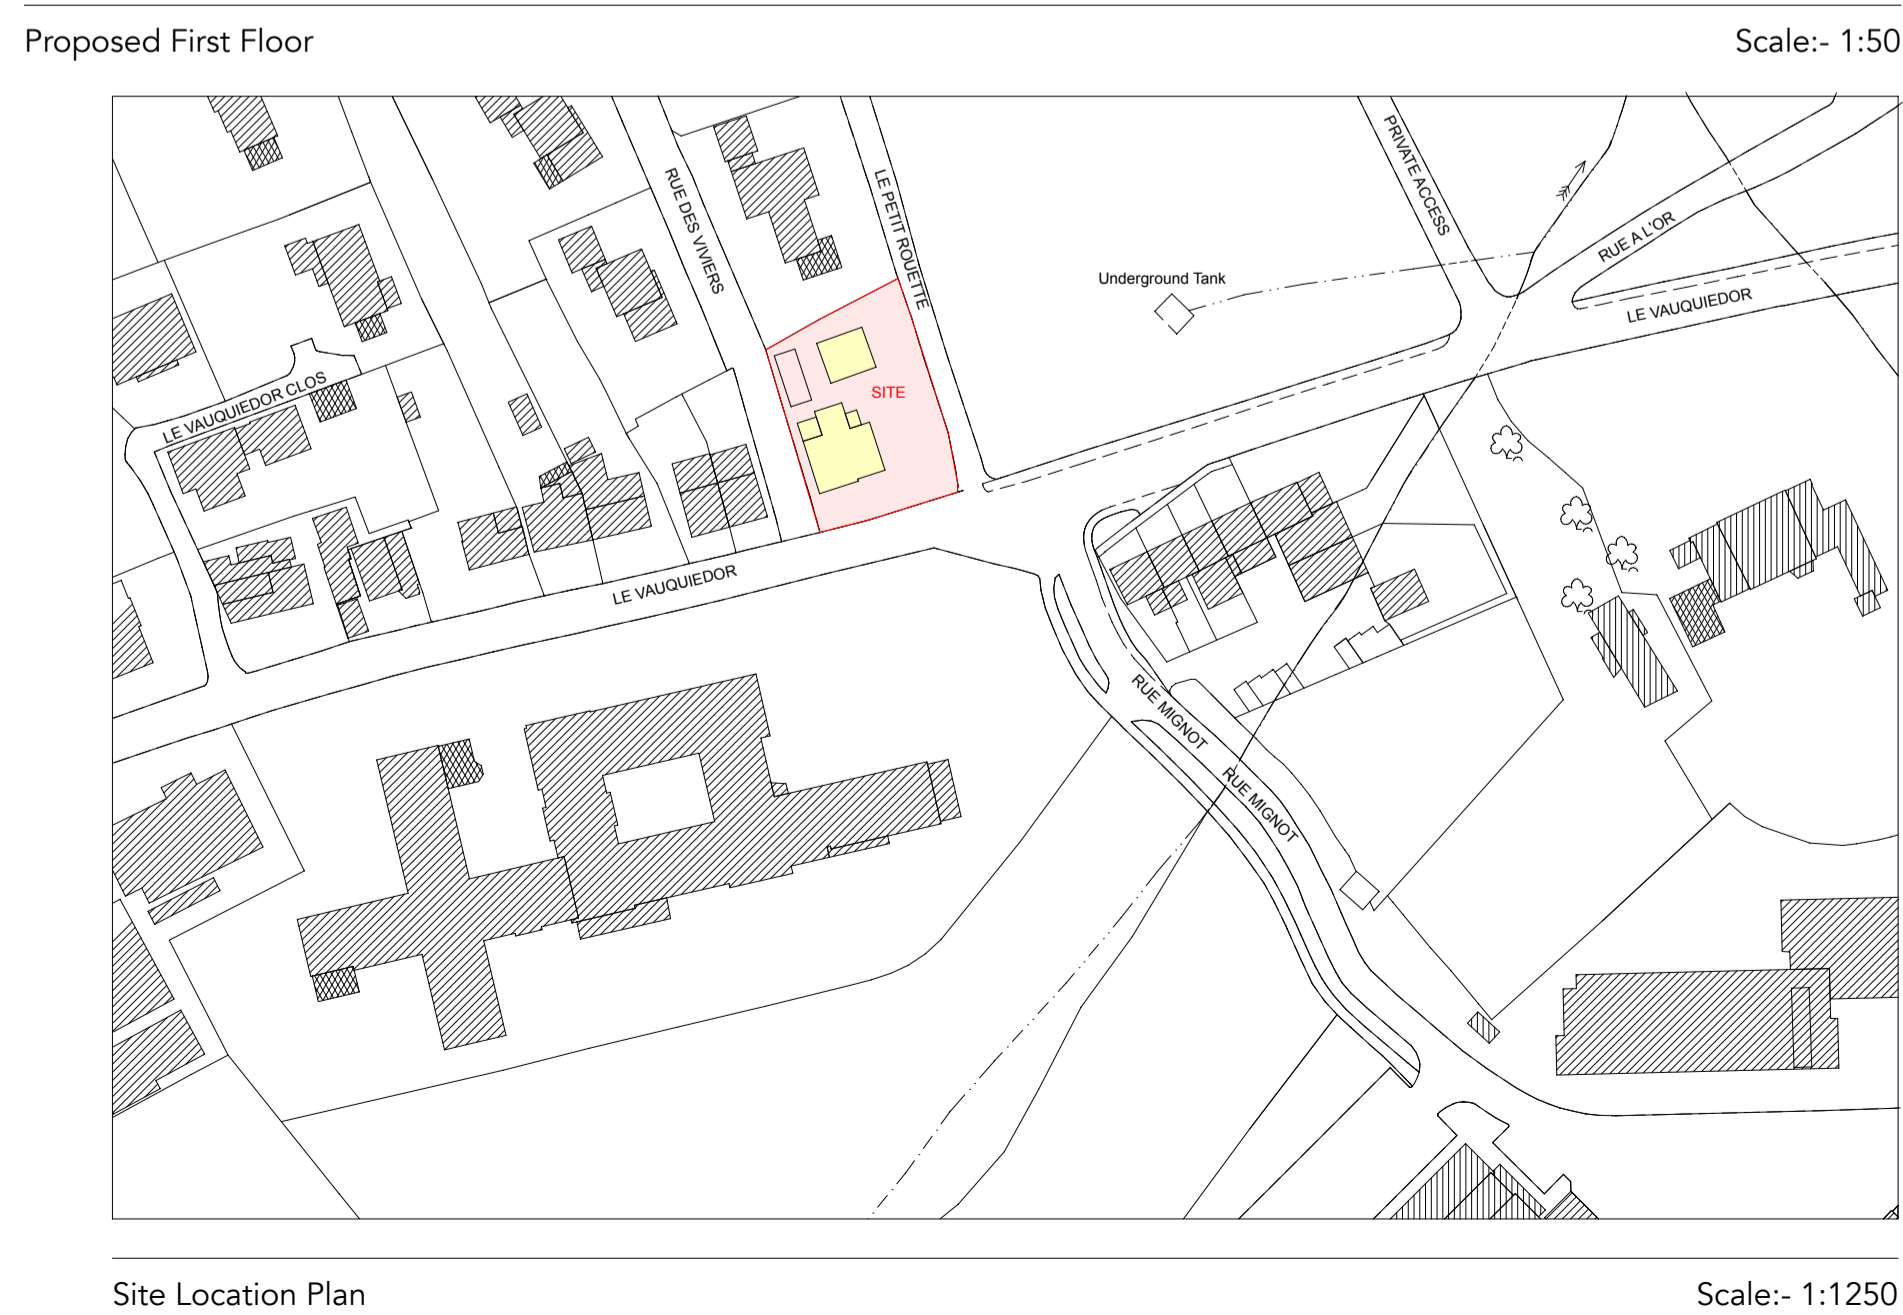 Proposed First Floor
Scale:- 1:50
PRIVATE ACCESS
RUE DES VIVIERS
LE PETIT ROUETTE
RUE A L'OR
Underground Tank
LE VAUQUIEDOR
SITE
LE VAUQUIEDOR CLOS
LE VAUQUIEDOR
RUE MIGNOT
RUE MIGNOT
Site Location Plan
Scale:- 1:1250